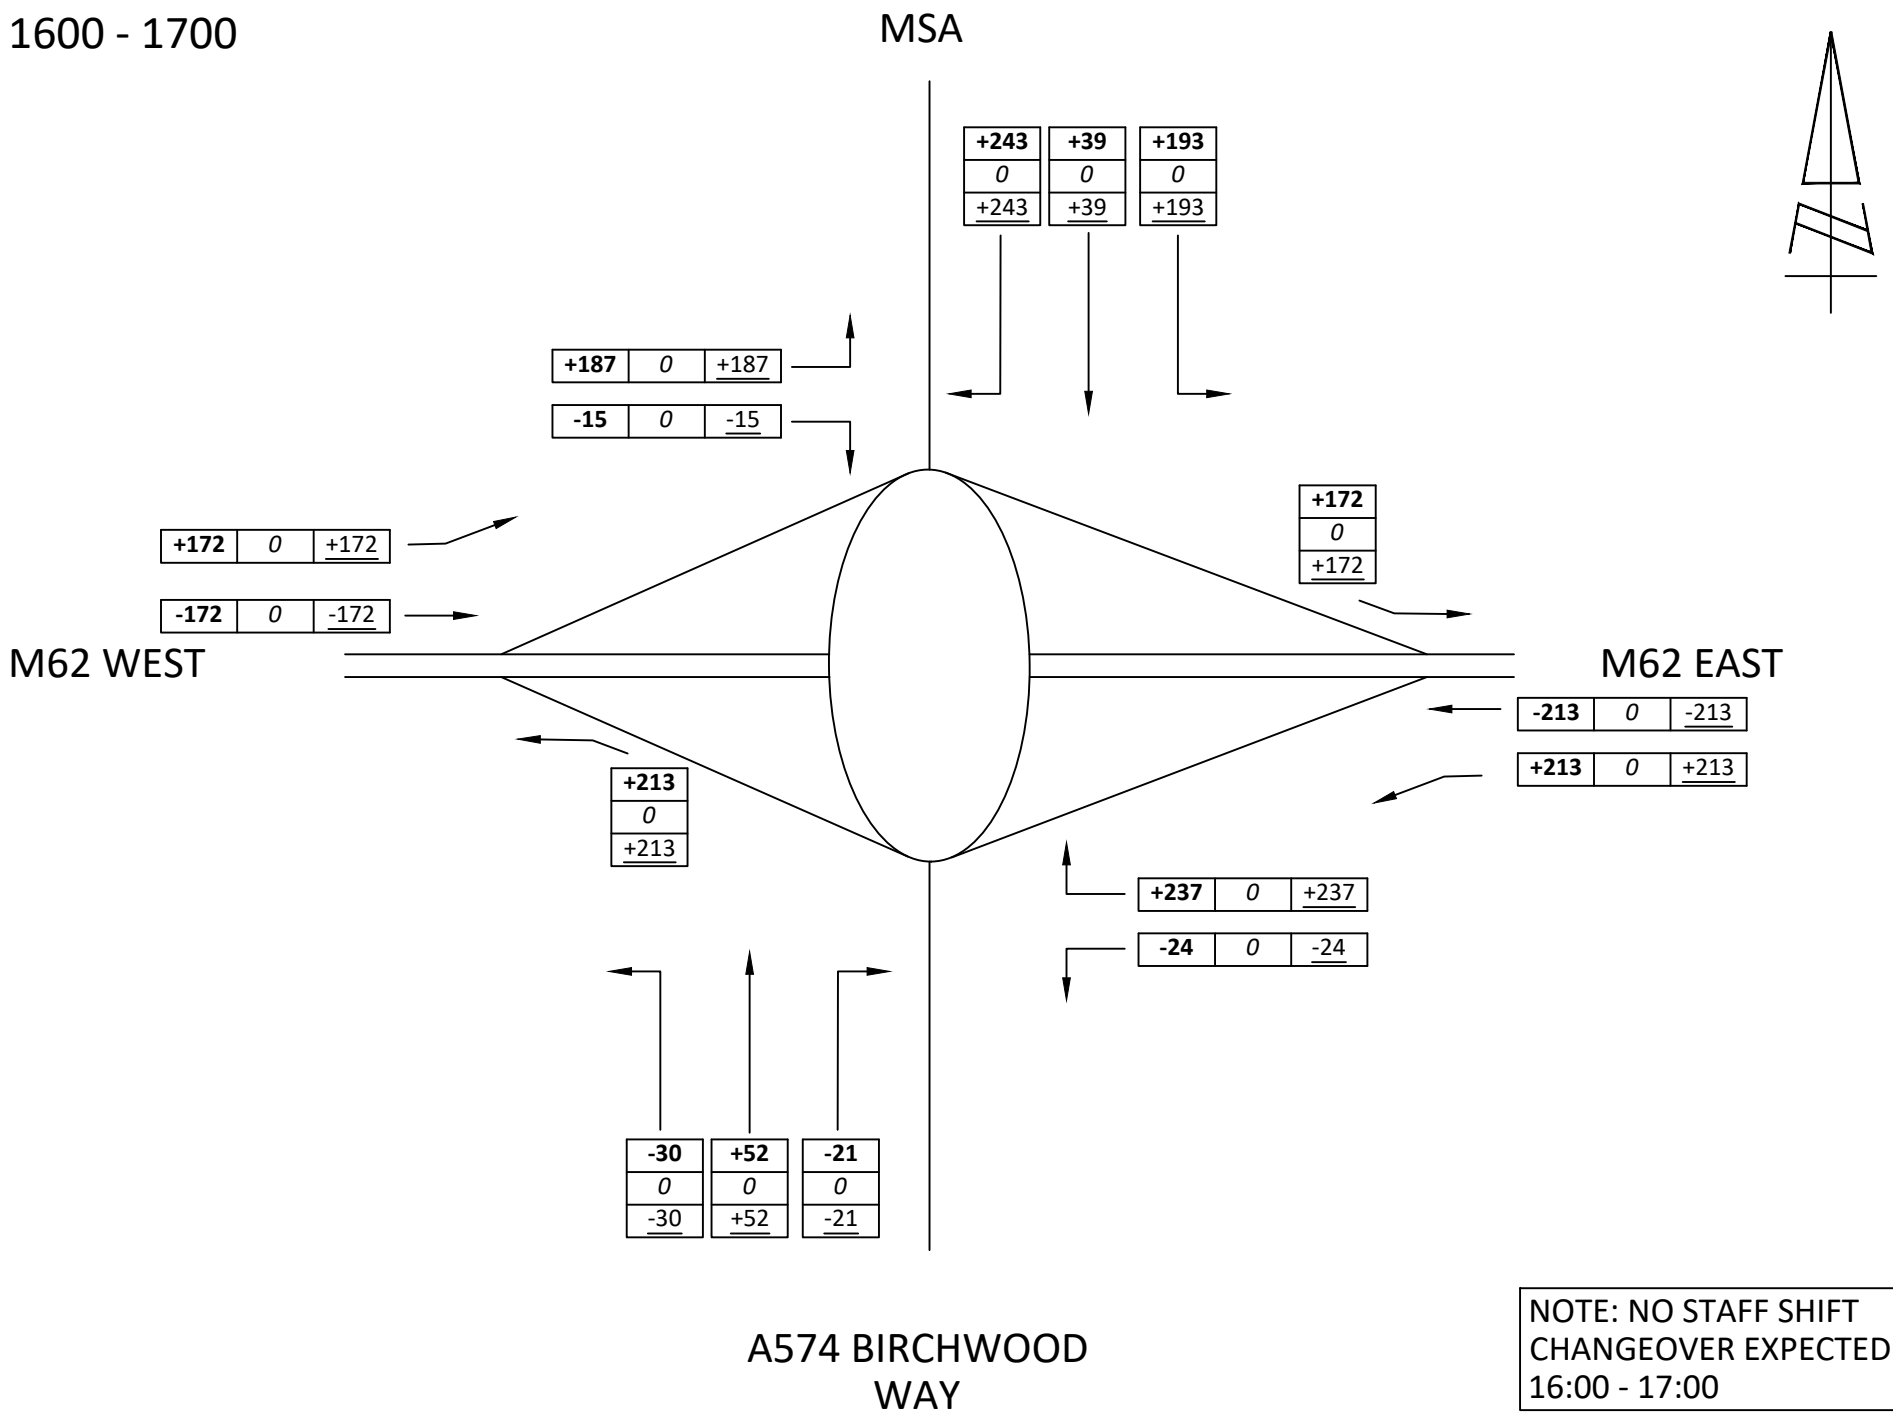 1600 - 1700
MSA
+243 +39 +193
0 0 0
+243 +39 +193
+187 0 +187
-15 0 -15
+172
0
+172
+172 0 +172
-172 0 -172
M62 WEST
M62 EAST
-213 0 -213
+213 0 +213
+213
0
+213
+237 0 +237
-24 0 -24
-30 +52 -21
0 0 0
-30 +52 -21
A574 BIRCHWOOD
WAY
NOTE: NO STAFF SHIFT
CHANGEOVER EXPECTED
16:00 - 17:00